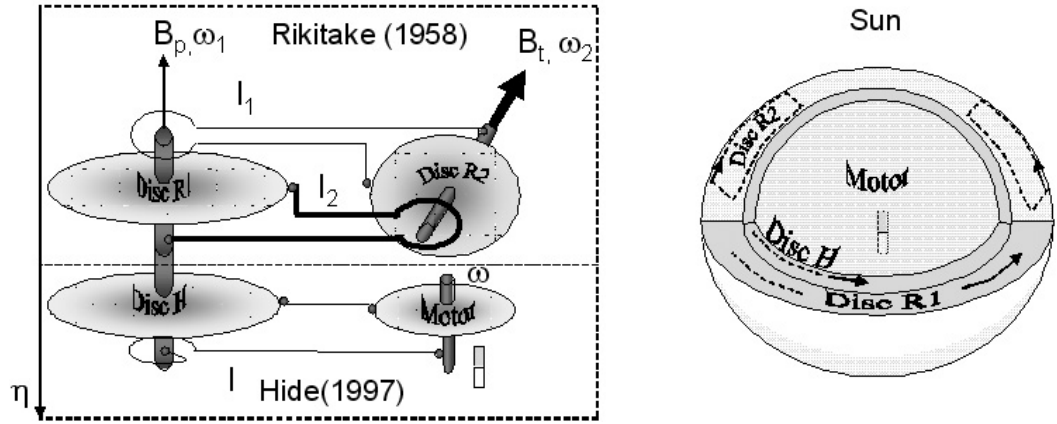 Rikitake (1958)
Bp, ω1
Bt, ω2
I1
Disc R1
I2
Disc R2
Disc H
ω
Motor
I
Hide(1997)
η
Sun
Disc R2
Motor
Disc H
Disc R1